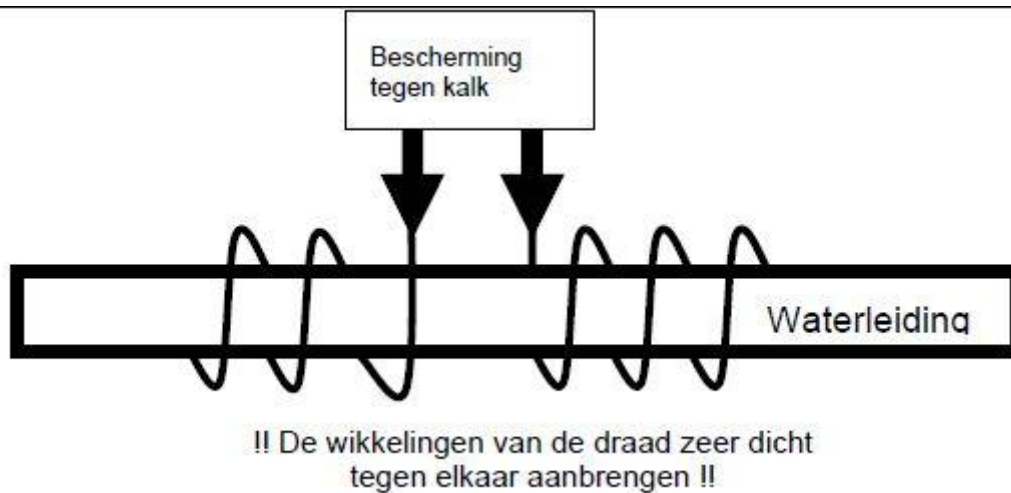 Bescherming
tegen kalk
Waterleiding
!! De wikkelingen van de draad zeer dicht
tegen elkaar aanbrengen !!